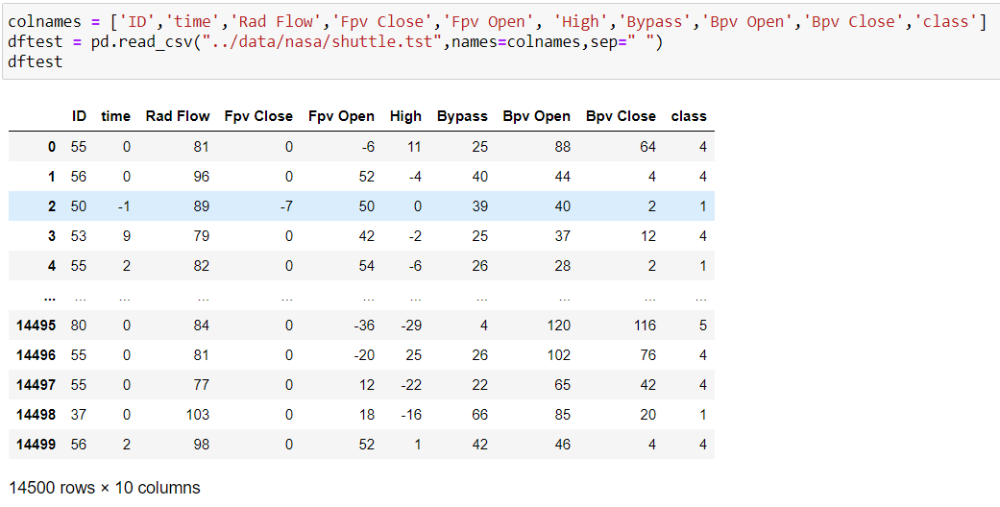 colnames = ['ID','time','Rad Flow','Fpv Close','Fpv Open', 'High','Bypass','Bpv Open','Bpv Close','class']
dftest = pd.read_csv("../data/nasa/shuttle.tst",names=colnames,sep=" ")
dftest
ID time Rad Flow Fpv Close Fpv Open High Bypass Bpv Open Bpv Close class
0 55 0 81 0 -6 11 25 88 64 4
1 56 0 96 0 52 -4 40 44 4 4
2 50 -1 89 -7 50 0 39 40 2 1
3 53 9 79 0 42 -2 25 37 12 4
4 55 2 82 0 54 -6 26 28 2 1
... ... ... ... ... ... ... ... ... ... ...
14495 80 0 84 0 -36 -29 4 120 116 5
14496 55 0 81 0 -20 25 26 102 76 4
14497 55 0 77 0 12 -22 22 65 42 4
14498 37 0 103 0 18 -16 66 85 20 1
14499 56 2 98 0 52 1 42 46 4 4
14500 rows × 10 columns